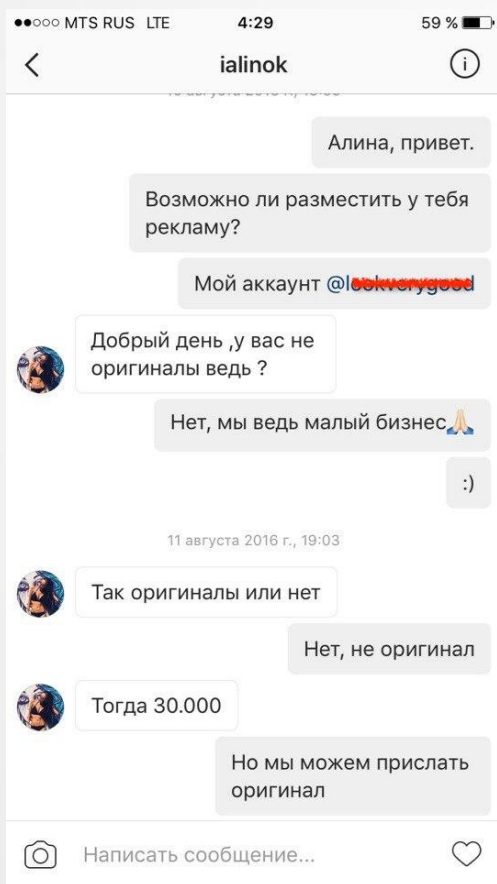 MTS RUS LTE 4:29 59 %
ialinok
Алина, привет.
Возможно ли разместить у тебя
рекламу?
Мой аккаунт
Добрый день ,у вас не
оригиналы ведь ?
Нет, мы ведь малый бизнес🙏🏻
:)
11 августа 2016 г., 19:03
Так оригиналы или нет
Нет, не оригинал
Тогда 30.000
Но мы можем прислать
оригинал
Написать сообщение...